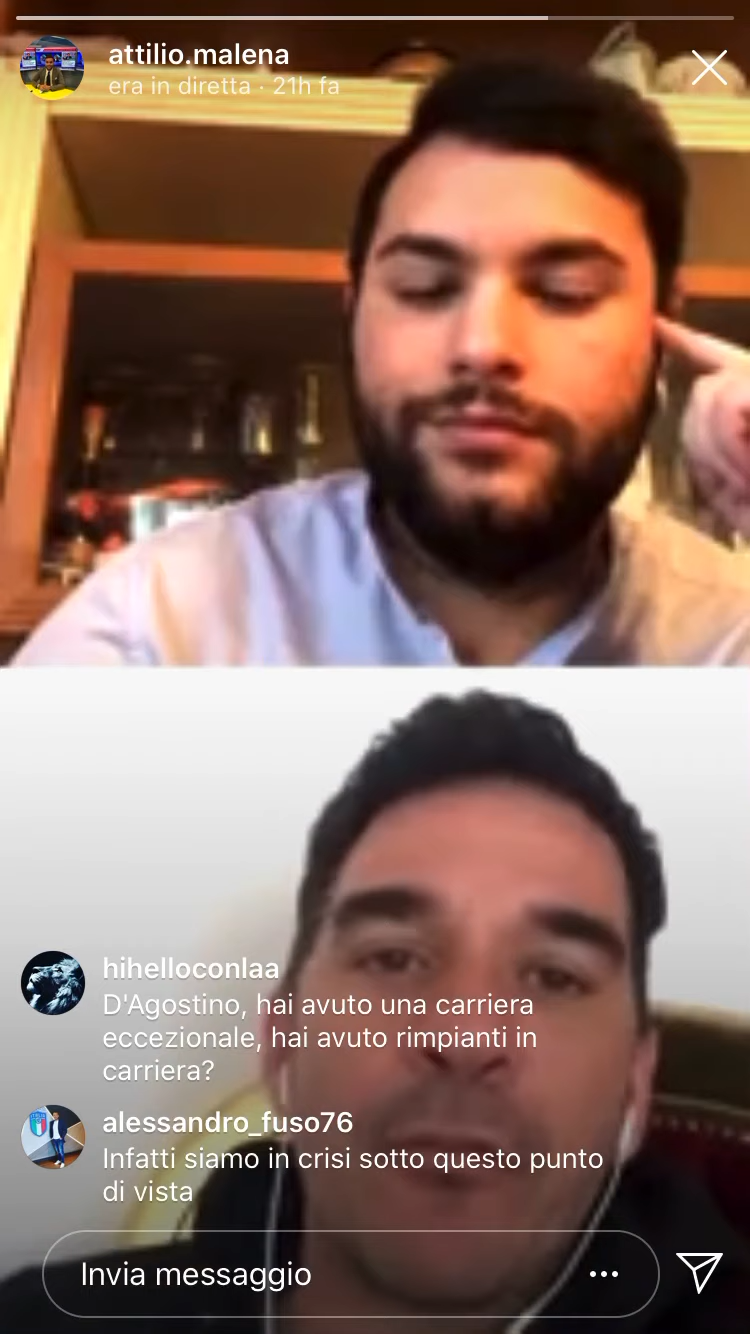 attilio.malena
era in diretta · 21h fa
hihelloconlaa
D'Agostino, hai avuto una carriera
eccezionale, hai avuto rimpianti in
carriera?
alessandro_fuso76
Infatti siamo in crisi sotto questo punto
di vista
Invia messaggio